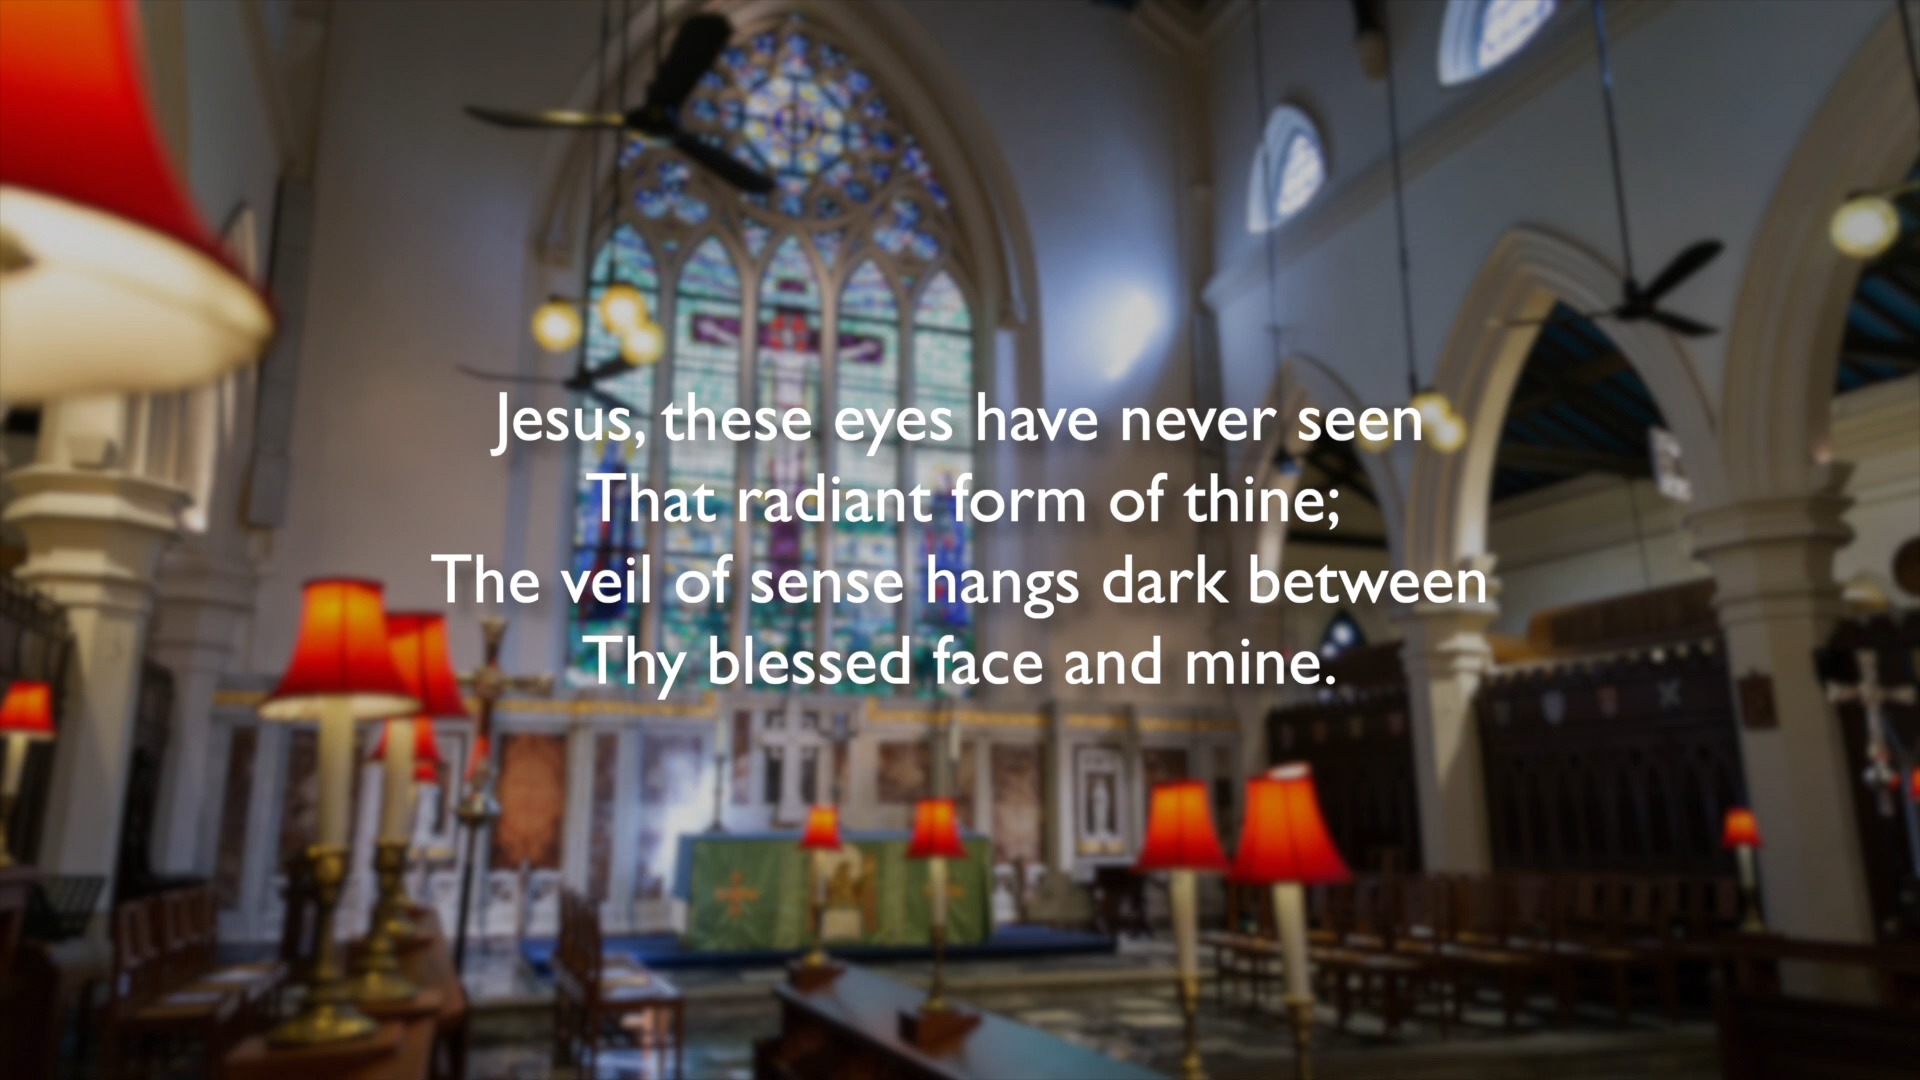 Jesus, these eyes have never seen
That radiant form of thine;
The veil of sense hangs dark between
Thy blessed face and mine.